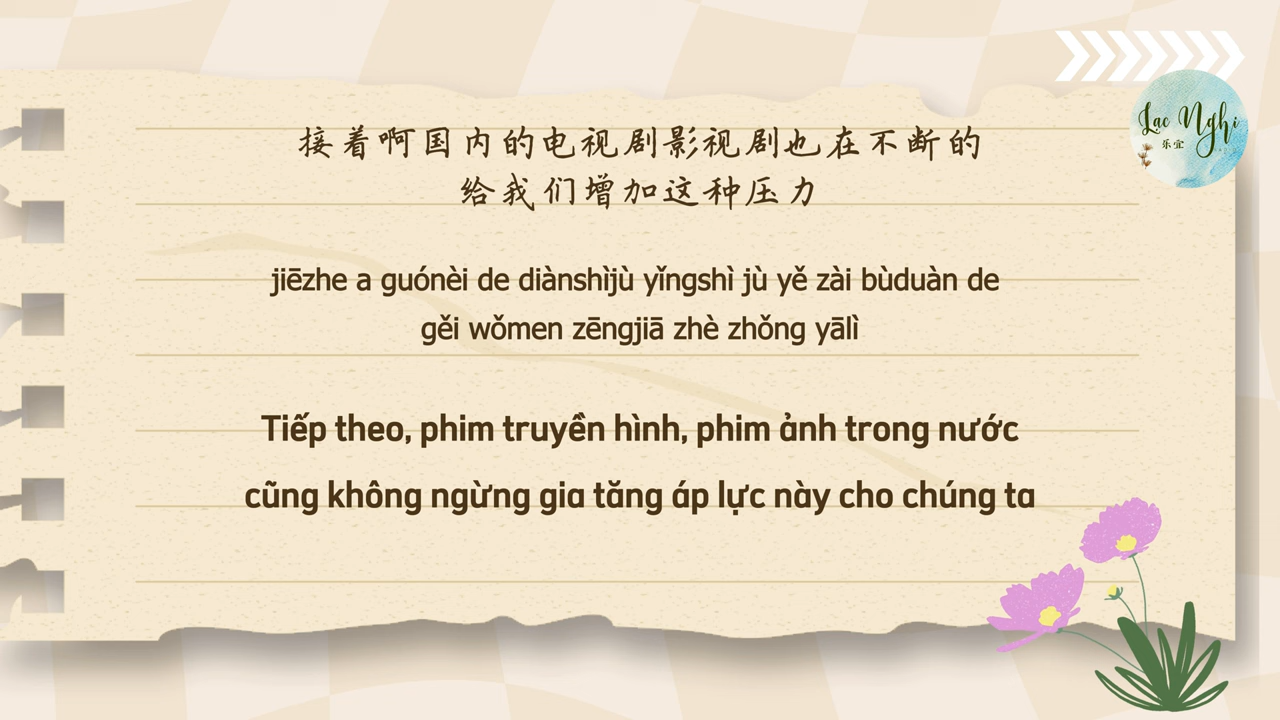 Lac Nghi
乐宜
接着啊国内的电视剧影视剧也在不断的
给我们增加这种压力
jiēzhe a guónèi de diànshìjù yǐngshì jù yě zài bùduàn de
gěi wǒmen zēngjiā zhè zhǒng yālì
Tiếp theo, phim truyền hình, phim ảnh trong nước
cũng không ngừng gia tăng áp lực này cho chúng ta